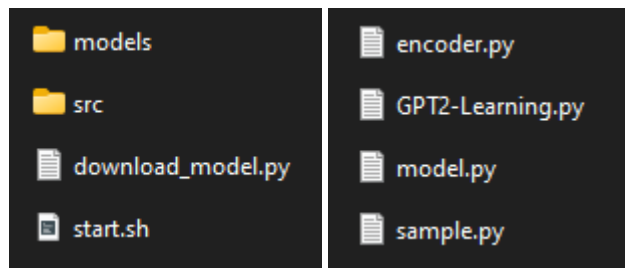 models
src
download_model.py
start.sh
encoder.py
GPT2-Learning.py
model.py
sample.py